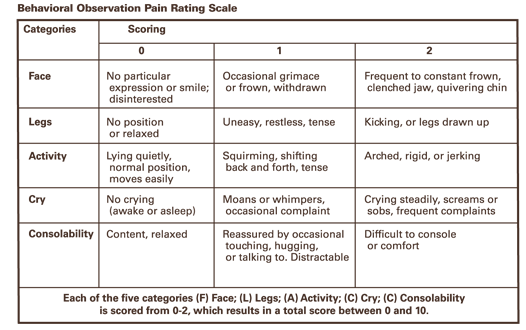 Behavioral Observation Pain Rating Scale
Categories Scoring
0 1 2
Face No particular Occasional grimace Frequent to constant frown,
expression or smile; or frown, withdrawn clenched jaw, quivering chin
disinterested
Legs No position Uneasy, restless, tense Kicking, or legs drawn up
or relaxed
Activity Lying quietly, Squirming, shifting Arched, rigid, or jerking
normal position, back and forth, tense
moves easily
Cry No crying Moans or whimpers, Crying steadily, screams or
(awake or asleep) occasional complaint sobs, frequent complaints
Consolability Content, relaxed Reassured by occasional Difficult to console
touching, hugging, or comfort
or talking to. Distractable
Each of the five categories (F) Face; (L) Legs; (A) Activity; (C) Cry; (C) Consolability
is scored from 0-2, which results in a total score between 0 and 10.